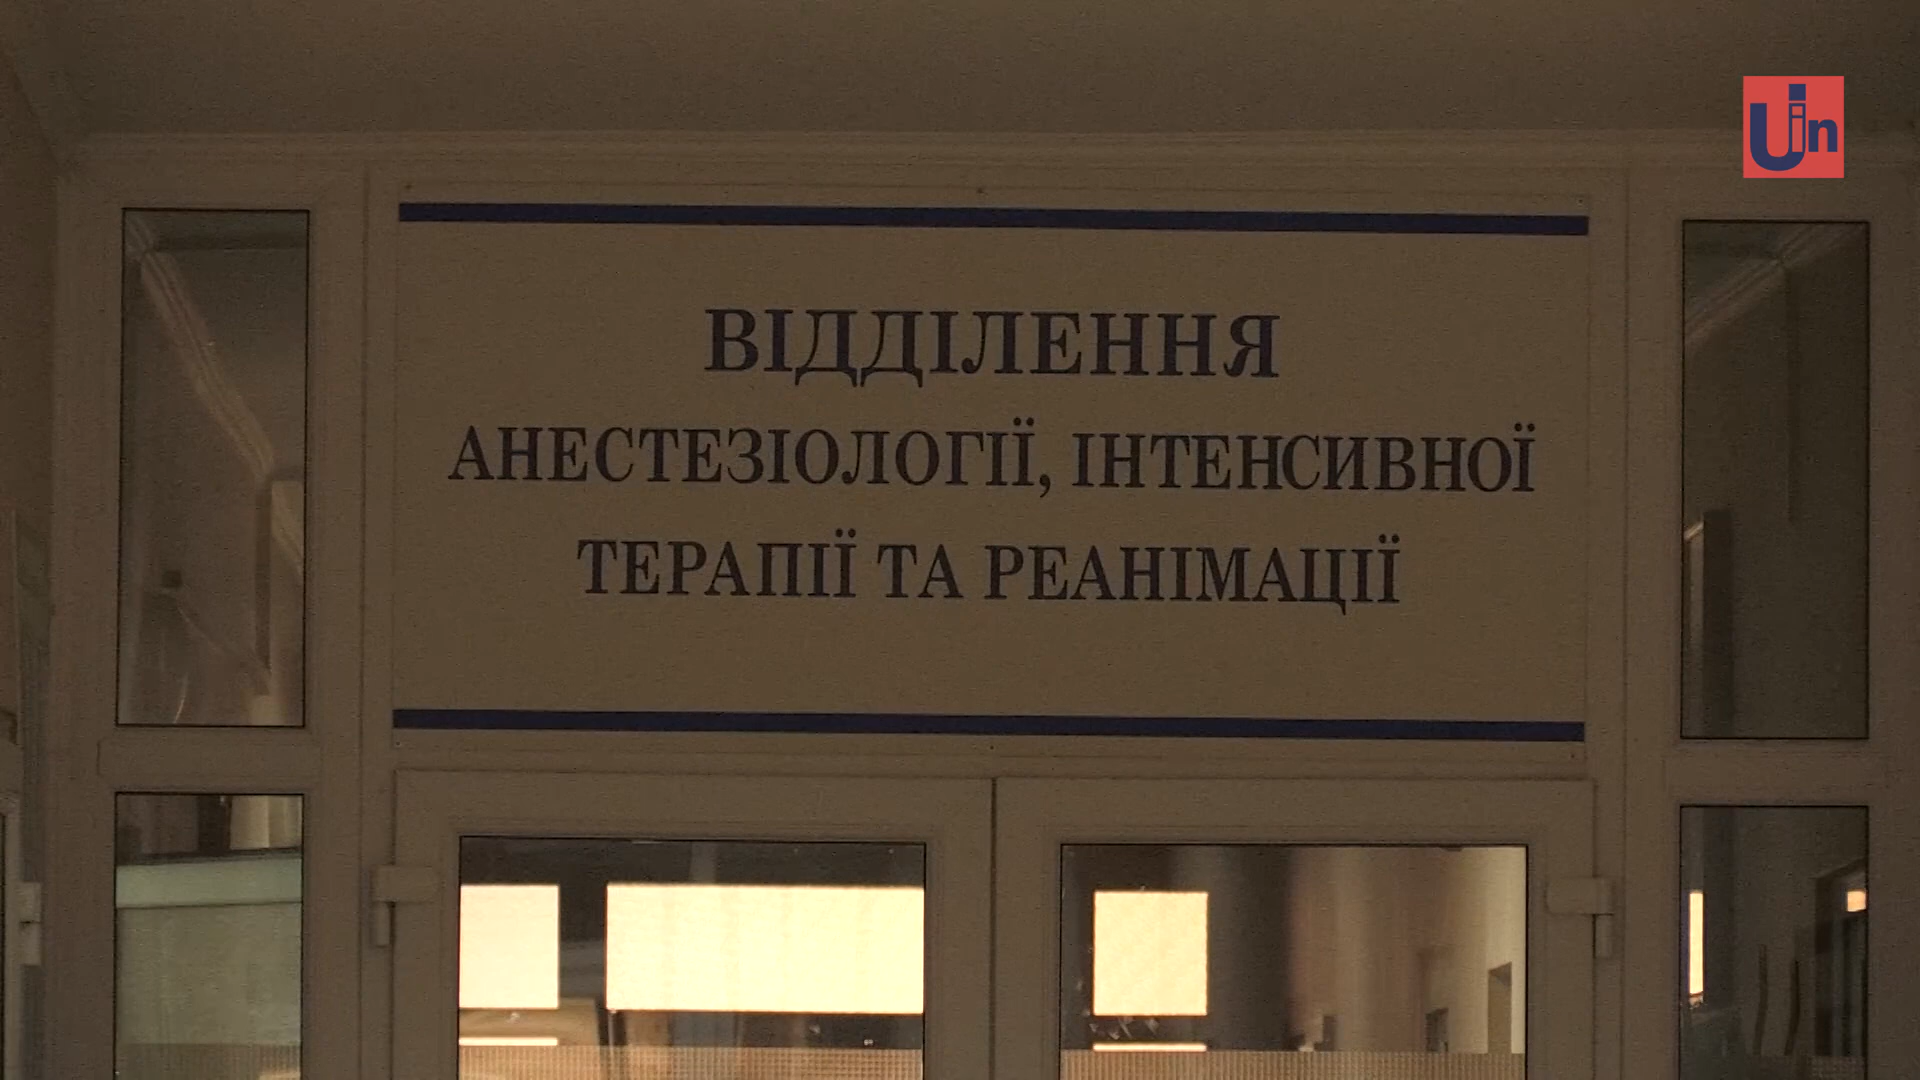 Uin
ВІДДІЛЕННЯ
АНЕСТЕЗІОЛОГІЇ, ІНТЕНСИВНОЇ
ТЕРАПІЇ ТА РЕАНІМАЦІЇ